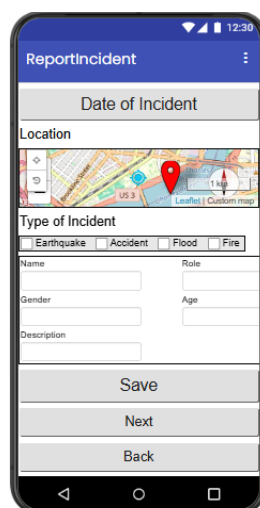 12:30
ReportIncident
Date of Incident
Location
US 3
1 km
Leaflet | Custom map
Type of Incident
Earthquake Accident Flood Fire
Name Role
Gender Age
Description
Save
Next
Back